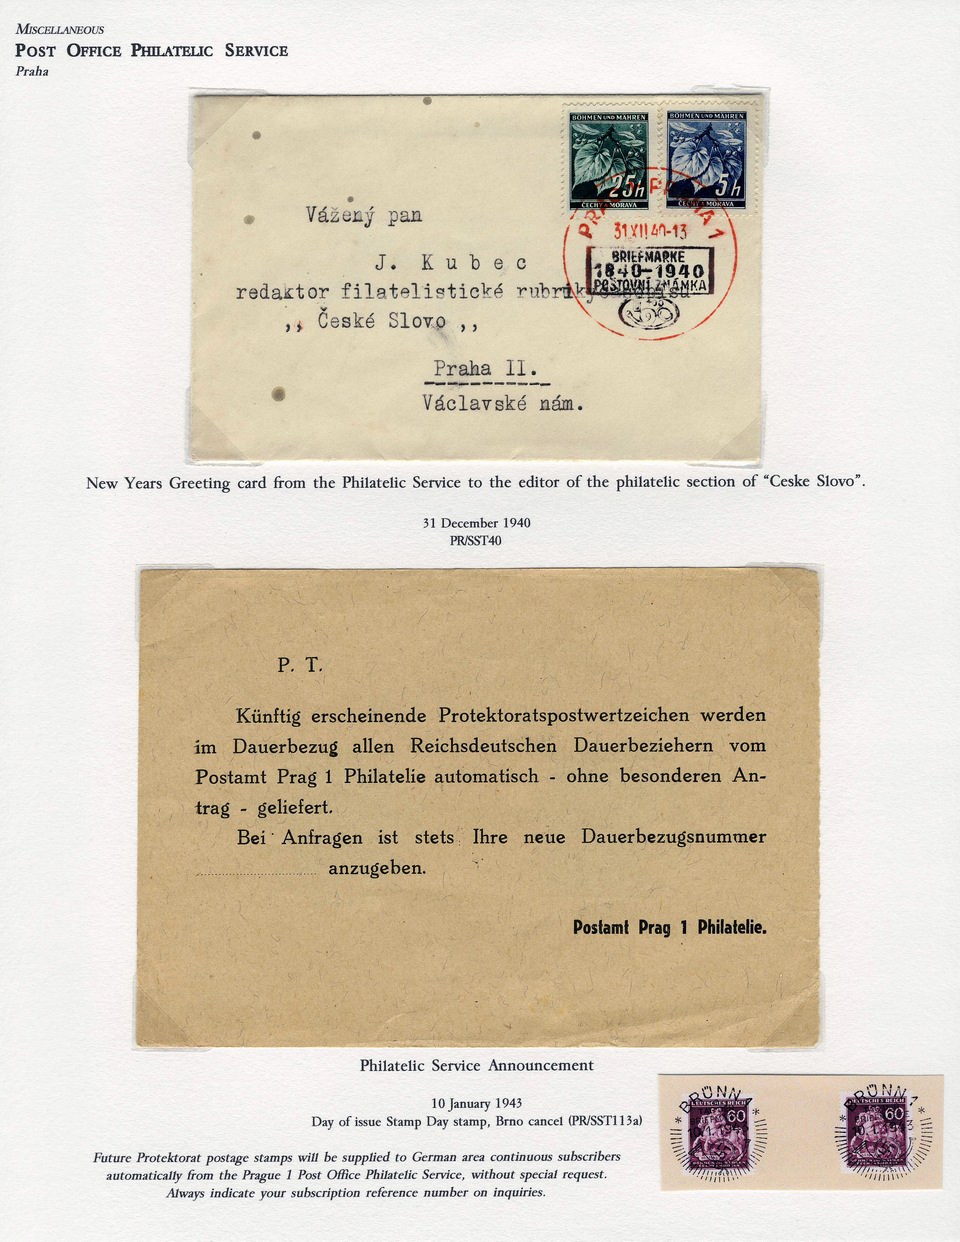 MISCELLANEOUS
POST OFFICE PHILATELIC SERVICE
Praha
BÖHMEN UND MÄHREN
25h
ČECHY A MORAVA
BÖHMEN UND MÄHREN
5h
ČECHY A MORAVA
31 XII 40-13
BRIEFMARKE
1840-1940
POŠTOVNÍ ZNÁMKA
Vážený pan
J. Kubec
redaktor filatelistické rubriky
,, České Slovo ,,
Praha II.
Václavské nám.
New Years Greeting card from the Philatelic Service to the editor of the philatelic section of “Ceske Slovo”.
31 December 1940
PR/SST40
P. T.
Künftig erscheinende Protektoratspostwertzeichen werden
im Dauerbezug allen Reichsdeutschen Dauerbeziehern vom
Postamt Prag 1 Philatelie automatisch - ohne besonderen An-
trag - geliefert.
Bei Anfragen ist stets Ihre neue Dauerbezugsnummer
anzugeben.
Postamt Prag 1 Philatelie.
Philatelic Service Announcement
10 January 1943
Day of issue Stamp Day stamp, Brno cancel (PR/SST113a)
BRÜNN 1
DEUTSCHES REICH
60
BRÜNN 1
DEUTSCHES REICH
60
Future Protektorat postage stamps will be supplied to German area continuous subscribers
automatically from the Prague 1 Post Office Philatelic Service, without special request.
Always indicate your subscription reference number on inquiries.